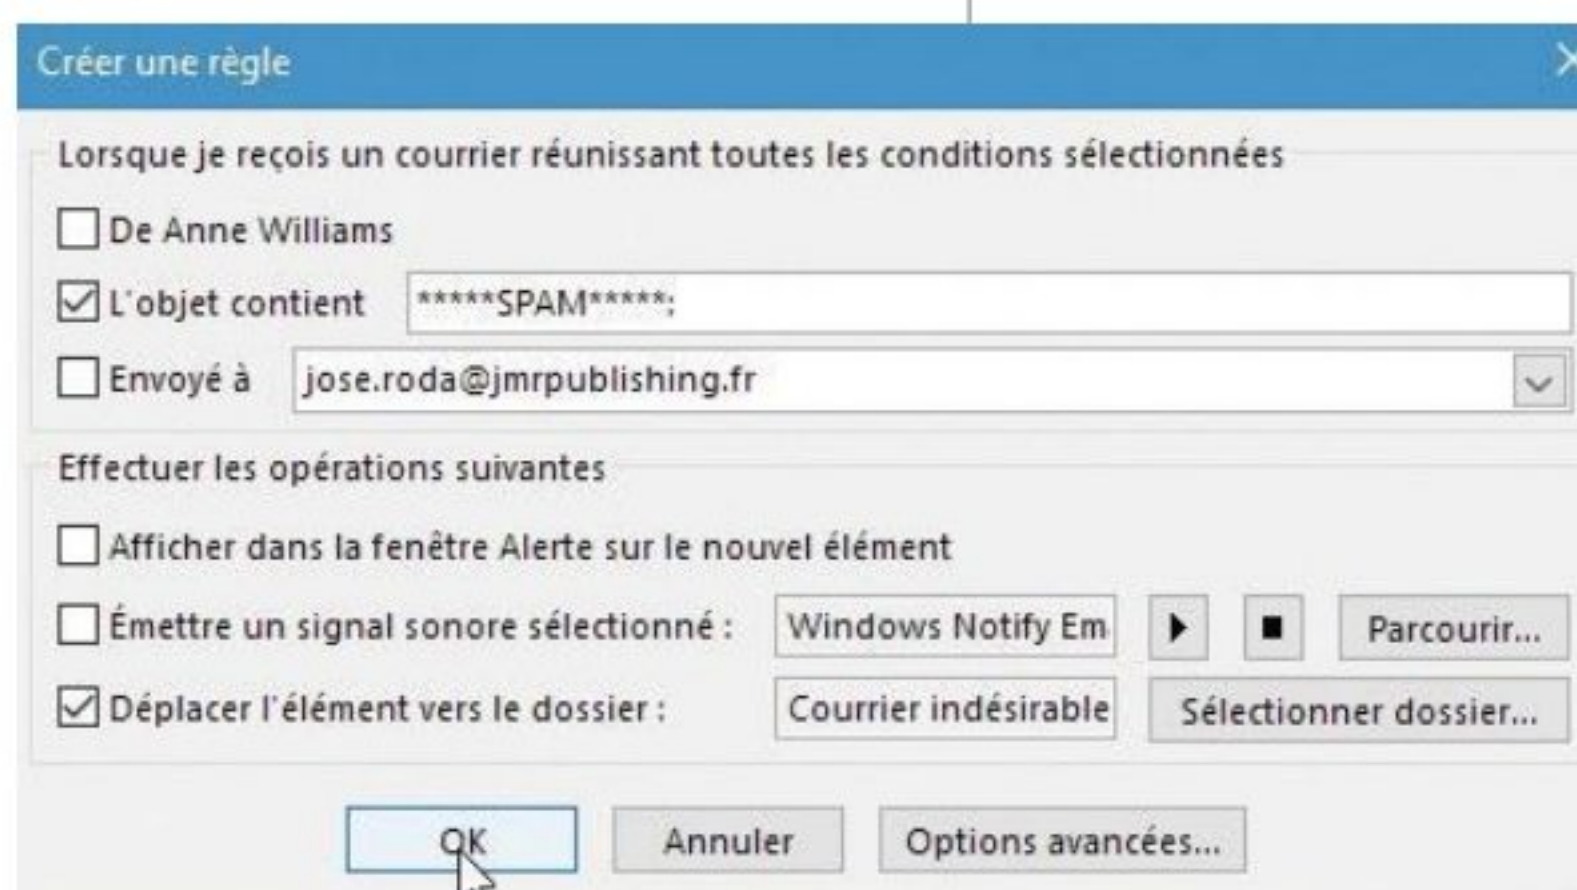 Créer une règle
Lorsque je reçois un courrier réunissant toutes les conditions sélectionnées
De Anne Williams
L'objet contient *****SPAM*****;
Envoyé à jose.roda@jmrpublishing.fr
Effectuer les opérations suivantes
Afficher dans la fenêtre Alerte sur le nouvel élément
Émettre un signal sonore sélectionné : Windows Notify Em Parcourir...
Déplacer l'élément vers le dossier : Courrier indésirable Sélectionner dossier...
OK Annuler Options avancées...